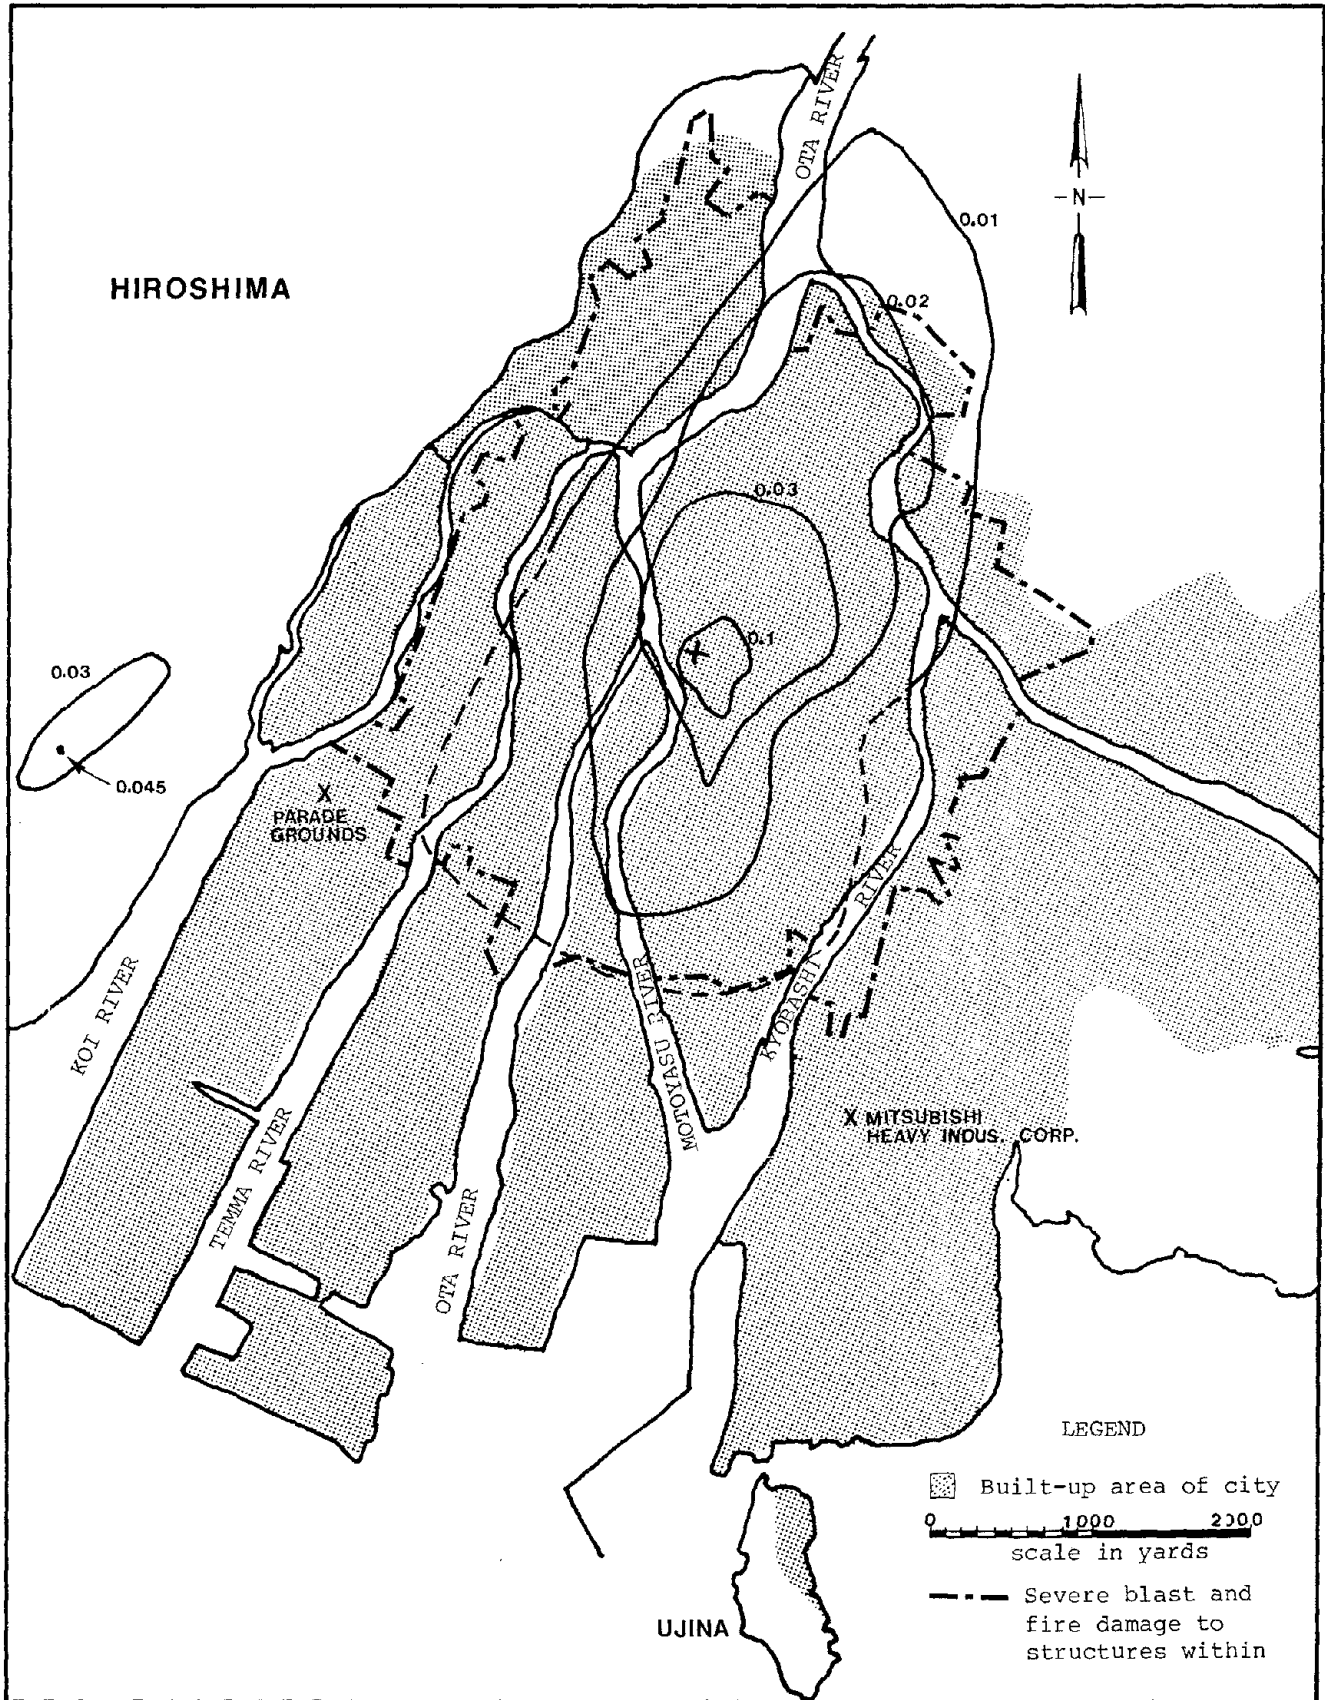 OTA RIVER
N
0.01
HIROSHIMA
0.02
0.03
0.1
0.03
0.045
X
PARADE
GROUNDS
RIVER
KYOBASHI
MOTOYASU RIVER
KOI RIVER
X MITSUBISHI
HEAVY INDUS. CORP.
TEMMA RIVER
OTA RIVER
LEGEND
Built-up area of city
0 1000 2000
scale in yards
Severe blast and
fire damage to
structures within
UJINA